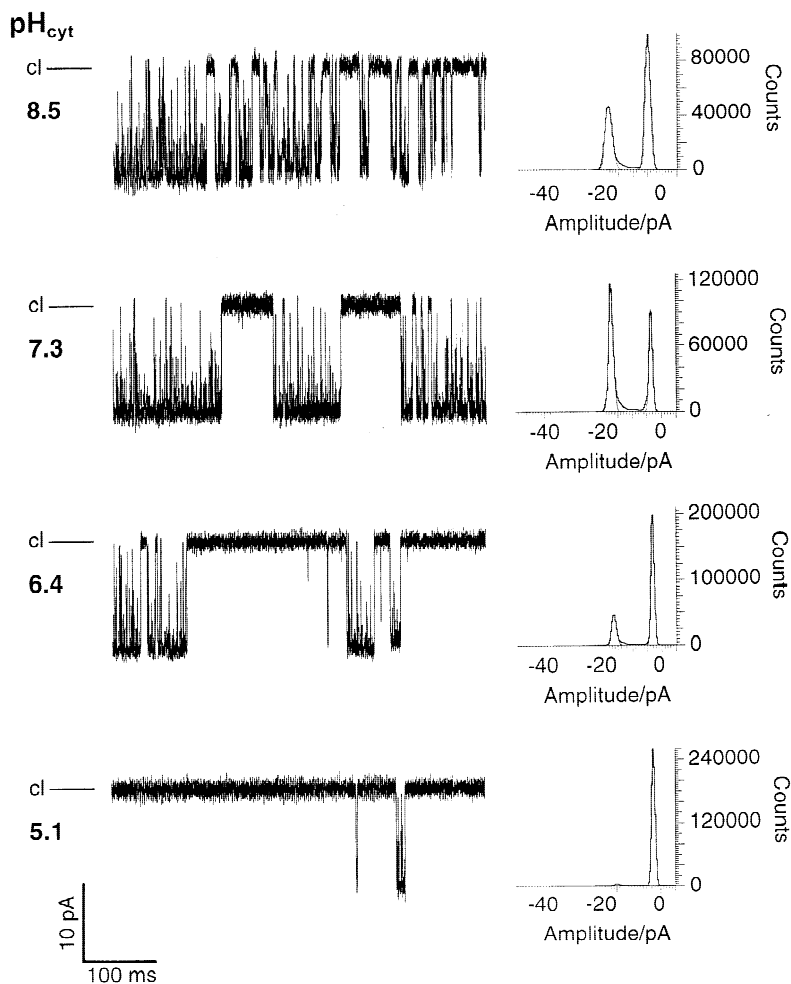 pHcyt
cl
8.5
80000
40000
0
Counts
-40 -20 0
Amplitude/pA
cl
7.3
120000
60000
0
Counts
-40 -20 0
Amplitude/pA
cl
6.4
200000
100000
0
Counts
-40 -20 0
Amplitude/pA
cl
5.1
240000
120000
0
Counts
-40 -20 0
Amplitude/pA
10 pA
100 ms